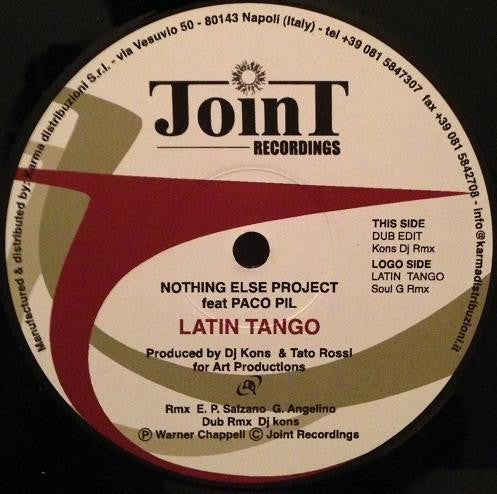 Manufactured & distributed by: Karma distribuzioni S.r.l. - via Vesuvio 50 - 80143 Napoli (Italy) - tel +39 081 5847307 fax +39 081 5842708 - info@karmadistribuzioni.it
JoinT
RECORDINGS
THIS SIDE
DUB EDIT
Kons Dj Rmx
LOGO SIDE
LATIN TANGO
Soul G Rmx
NOTHING ELSE PROJECT
feat PACO PIL
LATIN TANGO
Produced by Dj Kons & Tato Rossi
for Art Productions
Rmx E. P. Salzano G. Angelino
Dub Rmx Dj kons
Ⓟ Warner Chappell Ⓒ Joint Recordings